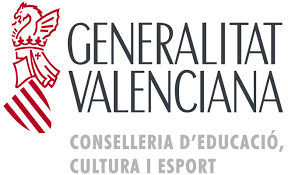 GENERALITAT
VALENCIANA
CONSELLERIA D'EDUCACIÓ,
CULTURA I ESPORT